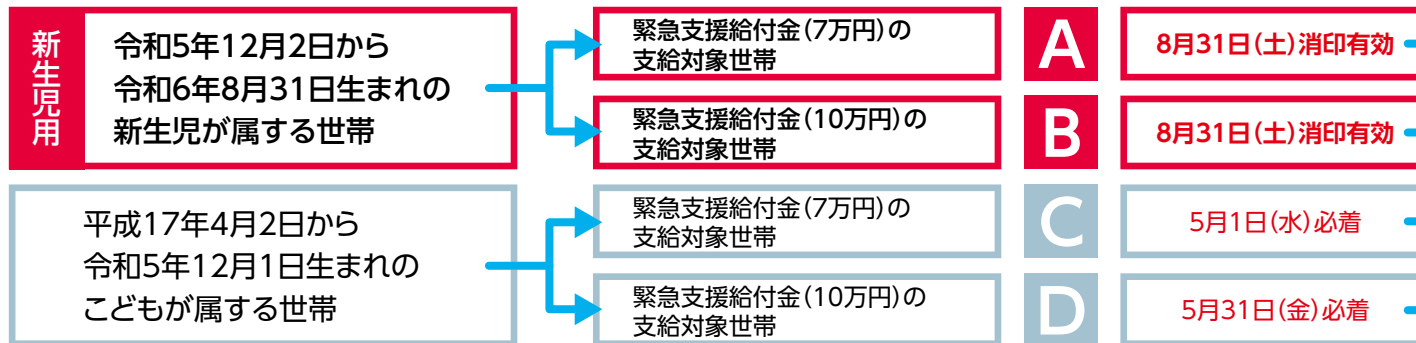 新生児用
令和5年12月2日から
令和6年8月31日生まれの
新生児が属する世帯
緊急支援給付金(7万円)の
支給対象世帯
A
8月31日(土)消印有効
緊急支援給付金(10万円)の
支給対象世帯
B
8月31日(土)消印有効
平成17年4月2日から
令和5年12月1日生まれの
こどもが属する世帯
緊急支援給付金(7万円)の
支給対象世帯
C
5月1日(水)必着
緊急支援給付金(10万円)の
支給対象世帯
D
5月31日(金)必着